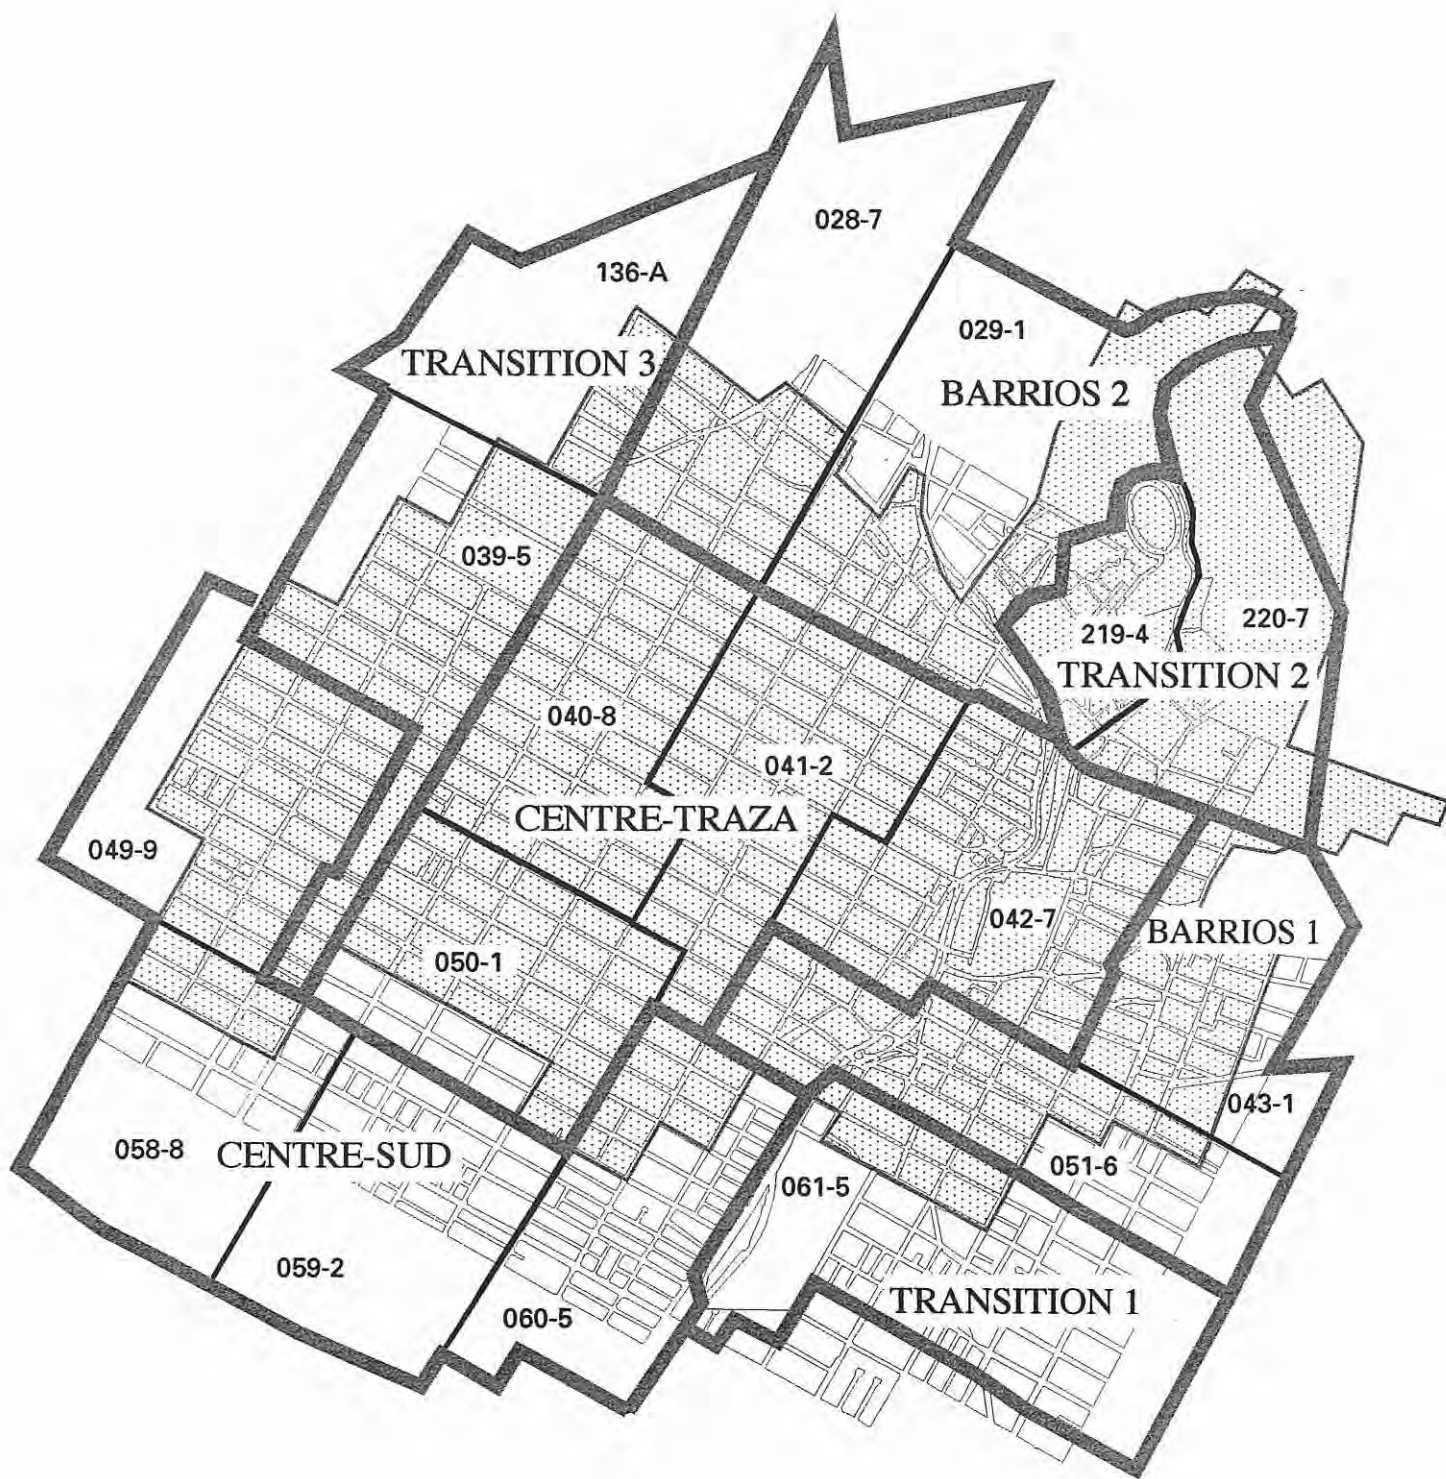 028-7
136-A
029-1
TRANSITION 3
BARRIOS 2
039-5
220-7
219-4
TRANSITION 2
040-8
041-2
CENTRE-TRAZA
049-9
042-7
BARRIOS 1
050-1
043-1
058-8
CENTRE-SUD
051-6
061-5
059-2
TRANSITION 1
060-5